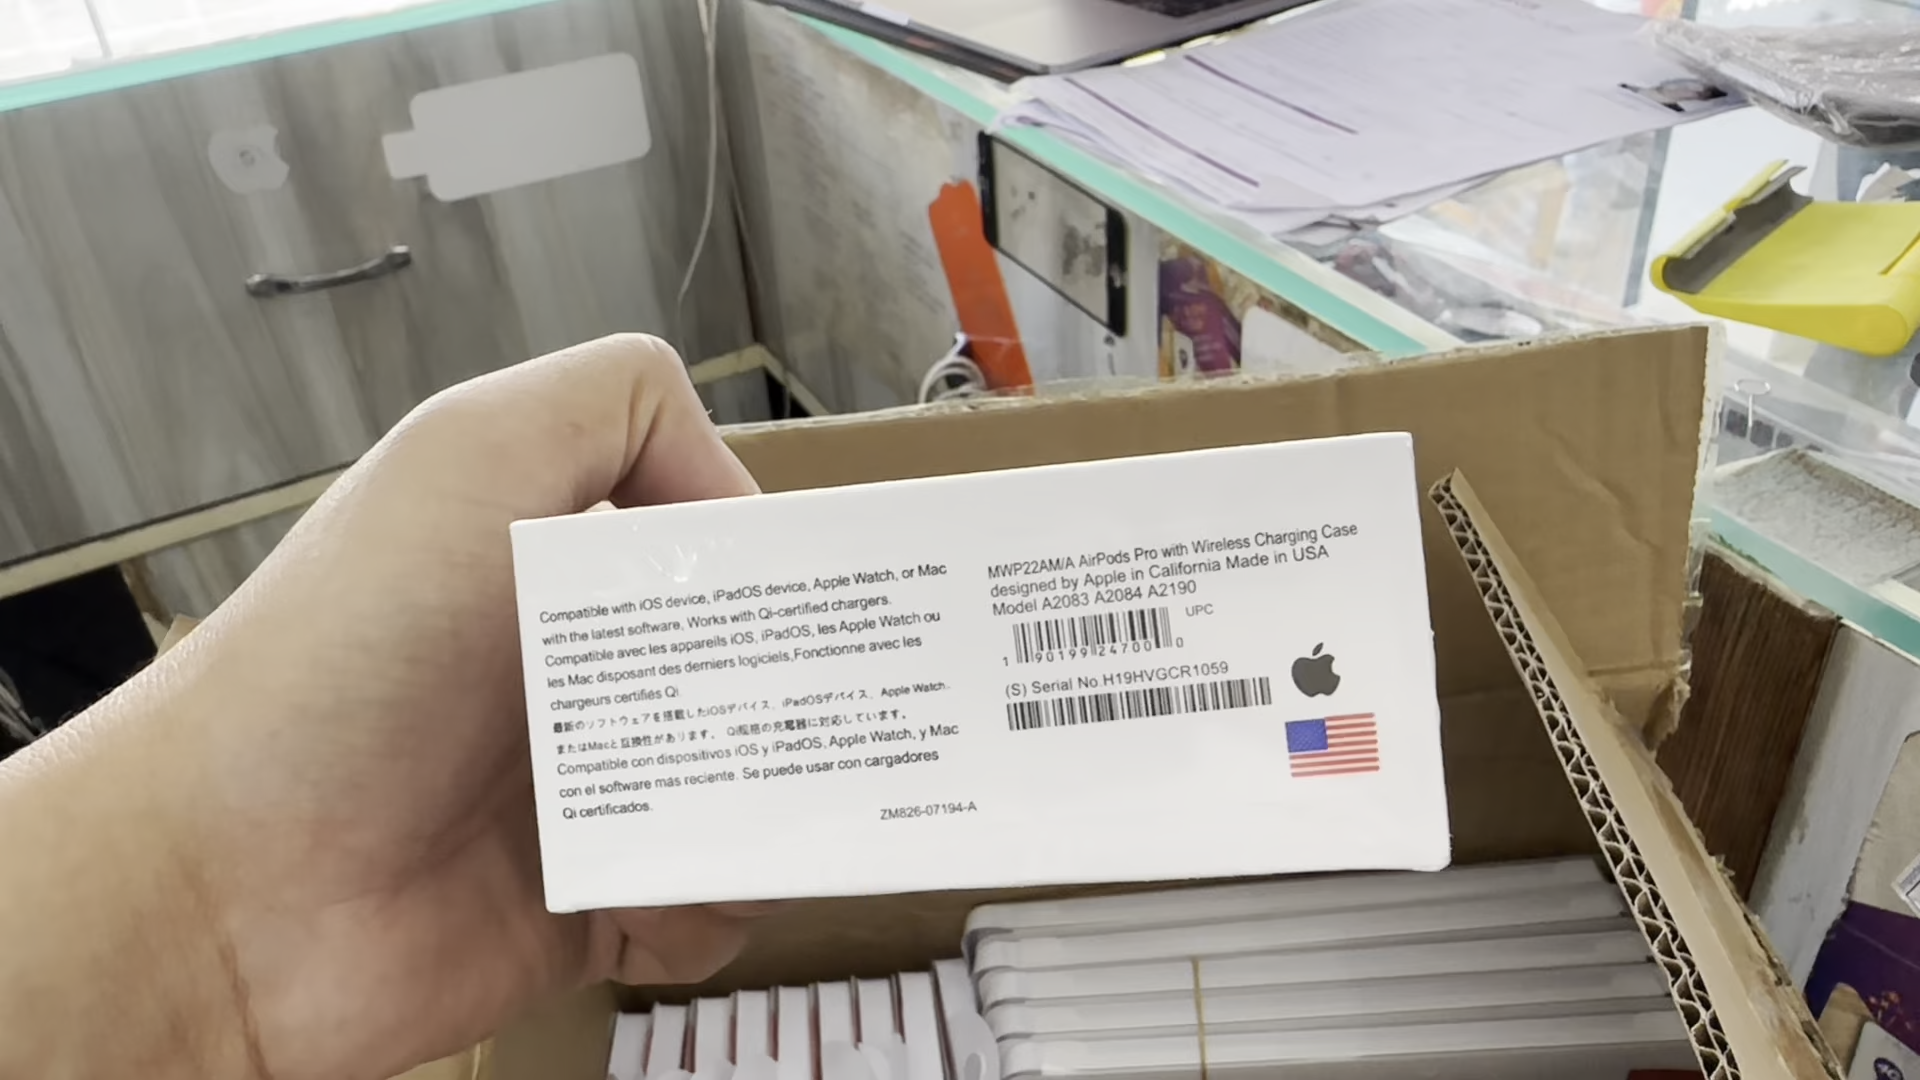 Compatible with iOS device, iPadOS device, Apple Watch, or Mac
with the latest software. Works with Qi-certified chargers.
Compatible avec les appareils iOS, iPadOS, les Apple Watch ou
les Mac disposant des derniers logiciels,Fonctionne avec les
chargeurs certifiés Qi.
最新のソフトウェアを搭載したiOSデバイス、iPadOSデバイス、Apple Watch、
またはMacと互換性があります。 Qi規格の充電器に対応しています。
Compatible con dispositivos iOS y iPadOS, Apple Watch, y Mac
con el software más reciente. Se puede usar con cargadores
Qi certificados.
ZM826-07194-A
MWP22AM/A AirPods Pro with Wireless Charging Case
designed by Apple in California Made in USA
Model A2083 A2084 A2190
UPC
1 90199 24700 0
(S) Serial No.H19HVGCR1059